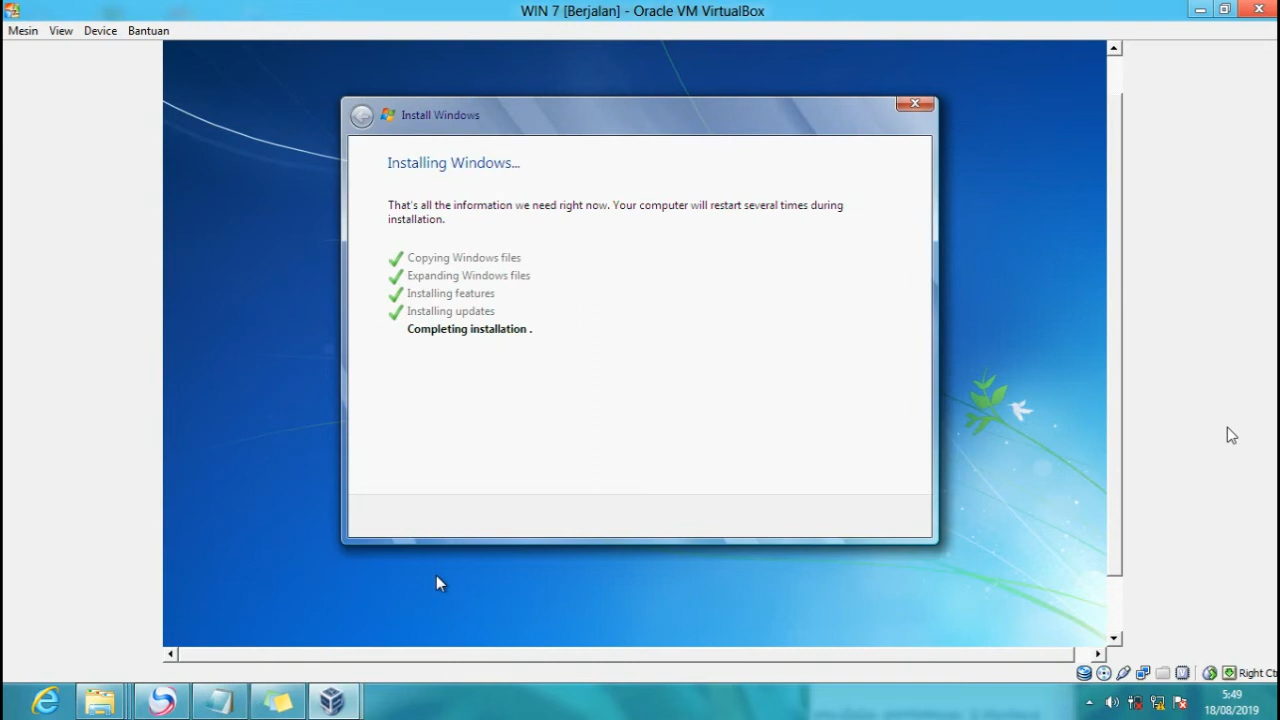 WIN 7 [Berjalan] - Oracle VM VirtualBox
Mesin View Device Bantuan
Install Windows
Installing Windows...
That's all the information we need right now. Your computer will restart several times during
installation.
Copying Windows files
Expanding Windows files
Installing features
Installing updates
Completing installation .
Right Ct
5:49
18/08/2019